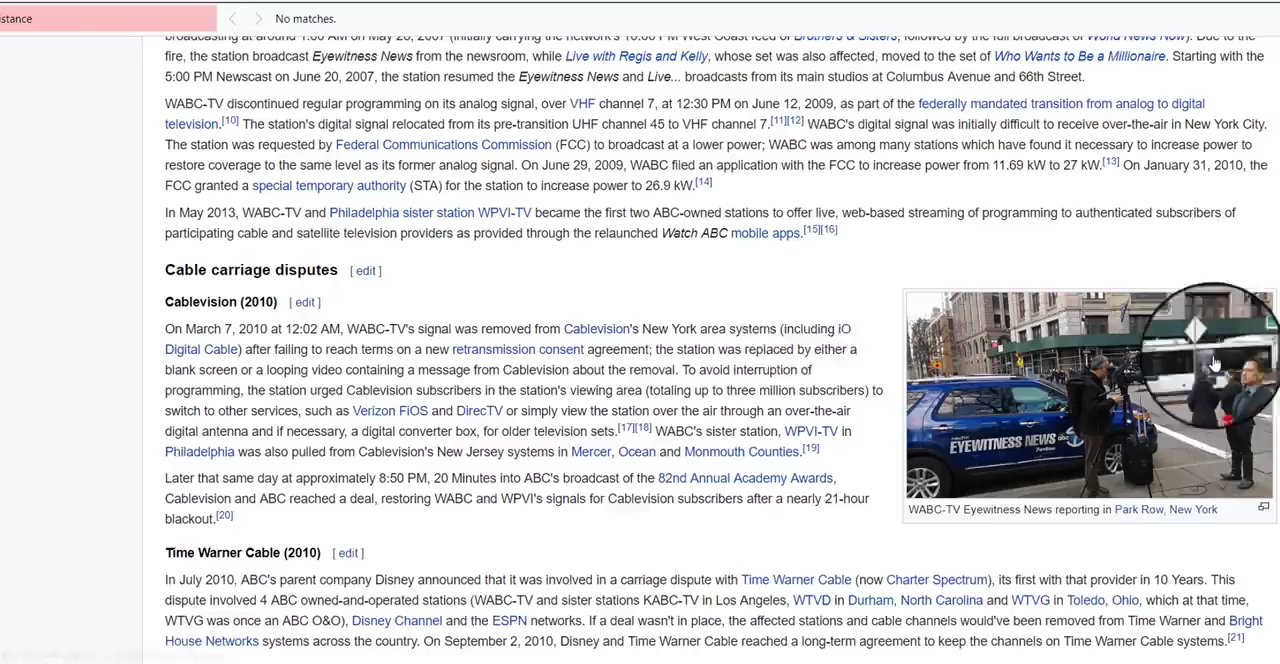 istance
No matches.
broadcasting at around 1:00 AM on May 28, 2007 (initially carrying the network's 10:00 PM West Coast feed of Brothers & Sisters, followed by the full broadcast of World News Now). Due to the
fire, the station broadcast Eyewitness News from the newsroom, while Live with Regis and Kelly, whose set was also affected, moved to the set of Who Wants to Be a Millionaire. Starting with the
5:00 PM Newscast on June 20, 2007, the station resumed the Eyewitness News and Live... broadcasts from its main studios at Columbus Avenue and 66th Street.
WABC-TV discontinued regular programming on its analog signal, over VHF channel 7, at 12:30 PM on June 12, 2009, as part of the federally mandated transition from analog to digital
television.[10] The station's digital signal relocated from its pre-transition UHF channel 45 to VHF channel 7.[11][12] WABC's digital signal was initially difficult to receive over-the-air in New York City.
The station was requested by Federal Communications Commission (FCC) to broadcast at a lower power; WABC was among many stations which have found it necessary to increase power to
restore coverage to the same level as its former analog signal. On June 29, 2009, WABC filed an application with the FCC to increase power from 11.69 kW to 27 kW.[13] On January 31, 2010, the
FCC granted a special temporary authority (STA) for the station to increase power to 26.9 kW.[14]
In May 2013, WABC-TV and Philadelphia sister station WPVI-TV became the first two ABC-owned stations to offer live, web-based streaming of programming to authenticated subscribers of
participating cable and satellite television providers as provided through the relaunched Watch ABC mobile apps.[15][16]
Cable carriage disputes [ edit ]
Cablevision (2010) [ edit ]
On March 7, 2010 at 12:02 AM, WABC-TV's signal was removed from Cablevision's New York area systems (including iO
Digital Cable) after failing to reach terms on a new retransmission consent agreement; the station was replaced by either a
blank screen or a looping video containing a message from Cablevision about the removal. To avoid interruption of
programming, the station urged Cablevision subscribers in the station's viewing area (totaling up to three million subscribers) to
switch to other services, such as Verizon FiOS and DirecTV or simply view the station over the air through an over-the-air
digital antenna and if necessary, a digital converter box, for older television sets.[17][18] WABC's sister station, WPVI-TV in
Philadelphia was also pulled from Cablevision's New Jersey systems in Mercer, Ocean and Monmouth Counties.[19]
Later that same day at approximately 8:50 PM, 20 Minutes into ABC's broadcast of the 82nd Annual Academy Awards,
Cablevision and ABC reached a deal, restoring WABC and WPVI's signals for Cablevision subscribers after a nearly 21-hour
blackout.[20]
EYEWITNESS NEWS
abc 7
WABC-TV Eyewitness News reporting in Park Row, New York
Time Warner Cable (2010) [ edit ]
In July 2010, ABC's parent company Disney announced that it was involved in a carriage dispute with Time Warner Cable (now Charter Spectrum), its first with that provider in 10 Years. This
dispute involved 4 ABC owned-and-operated stations (WABC-TV and sister stations KABC-TV in Los Angeles, WTVD in Durham, North Carolina and WTVG in Toledo, Ohio, which at that time,
WTVG was once an ABC O&O), Disney Channel and the ESPN networks. If a deal wasn't in place, the affected stations and cable channels would've been removed from Time Warner and Bright
House Networks systems across the country. On September 2, 2010, Disney and Time Warner Cable reached a long-term agreement to keep the channels on Time Warner Cable systems.[21]